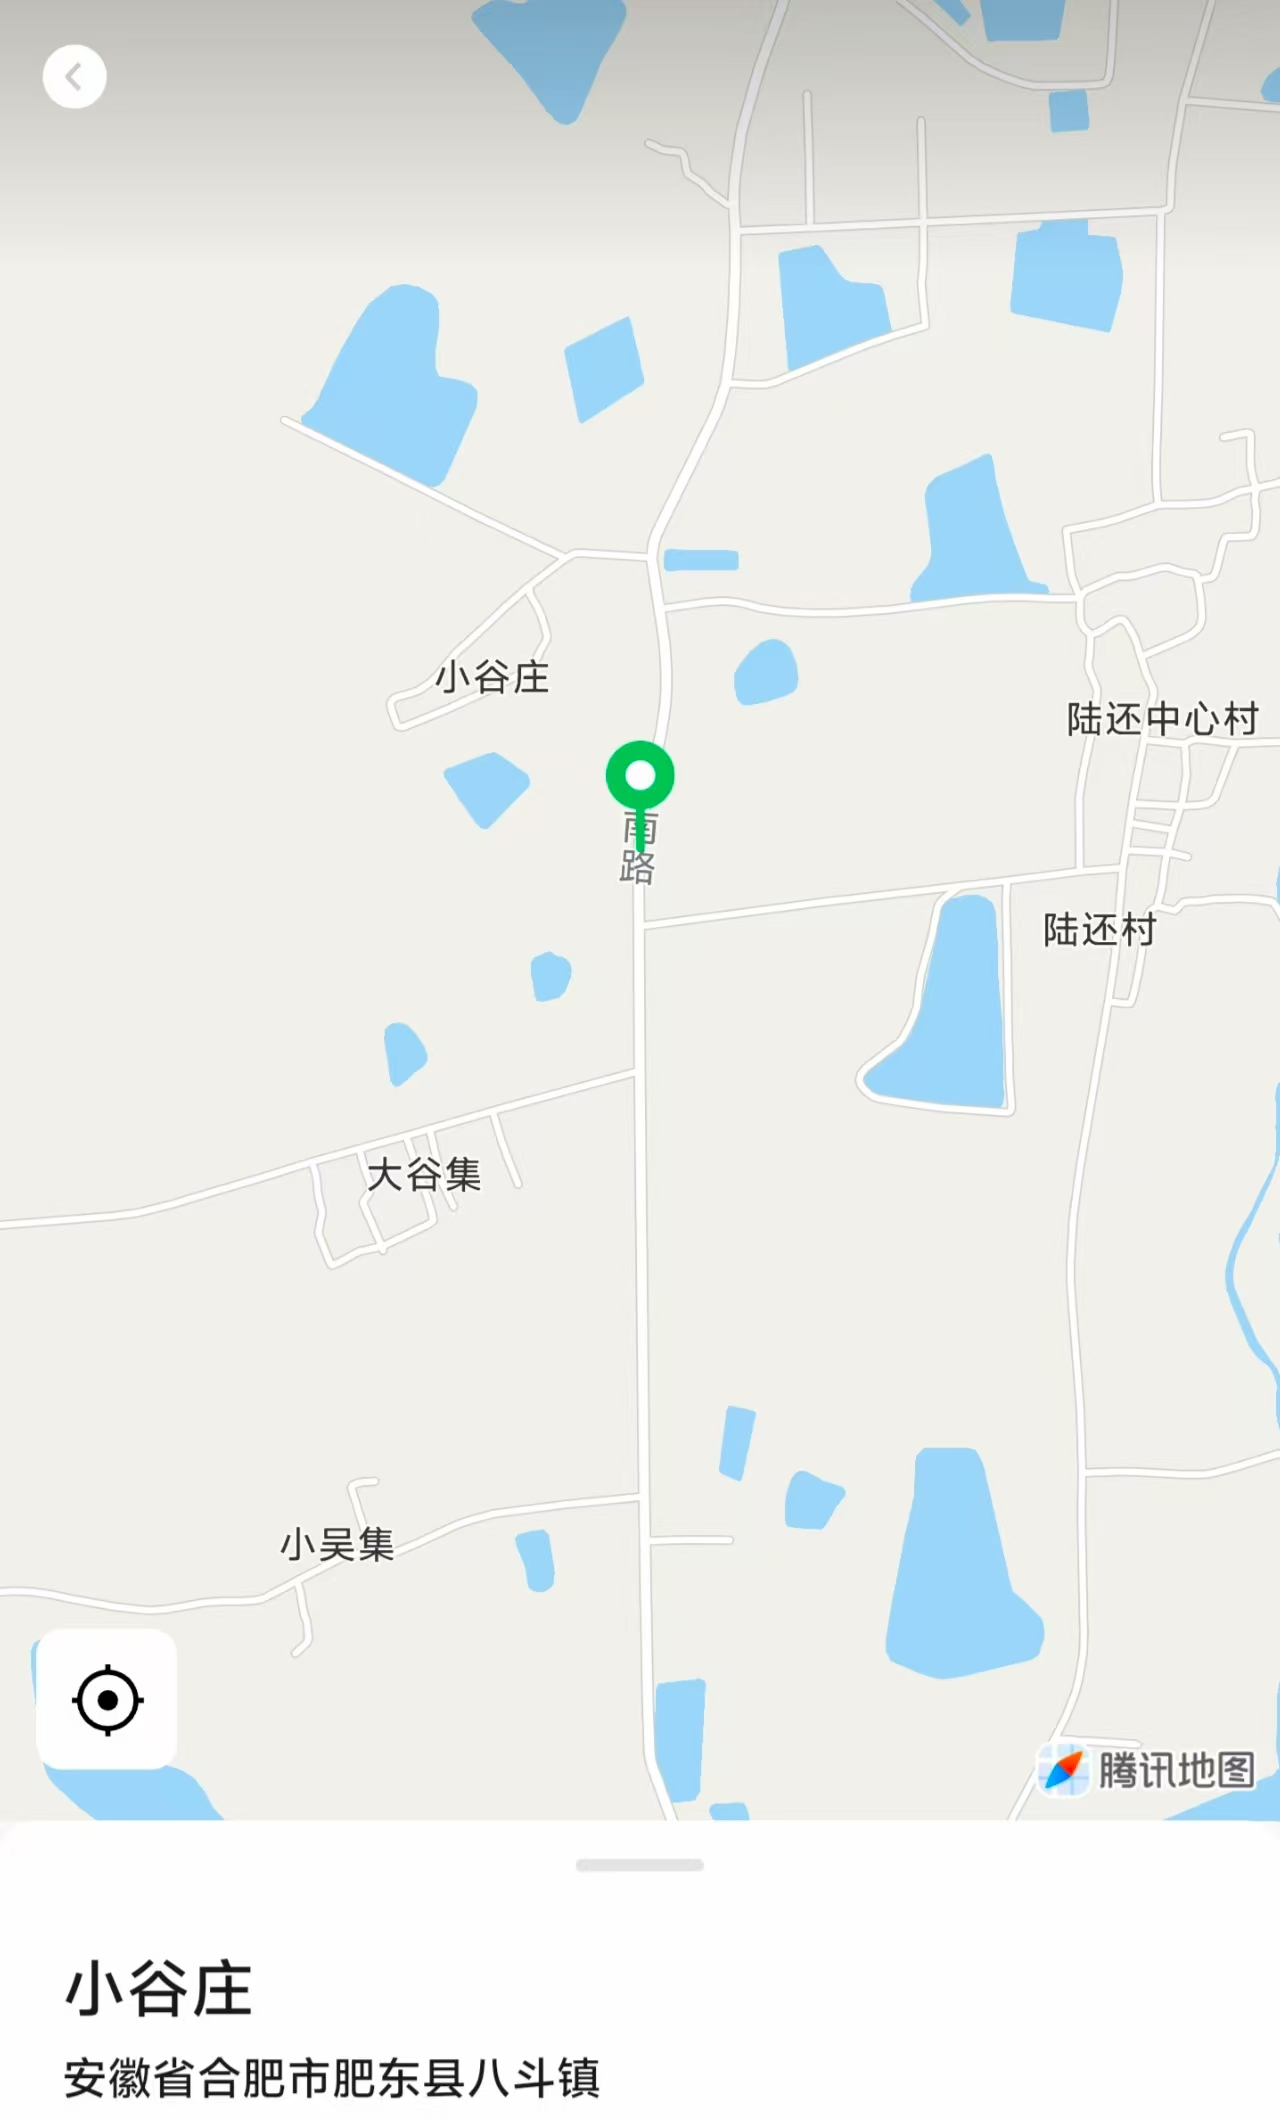 小谷庄
陆还中心村
南
路
陆还村
大谷集
小吴集
腾讯地图
小谷庄
安徽省合肥市肥东县八斗镇